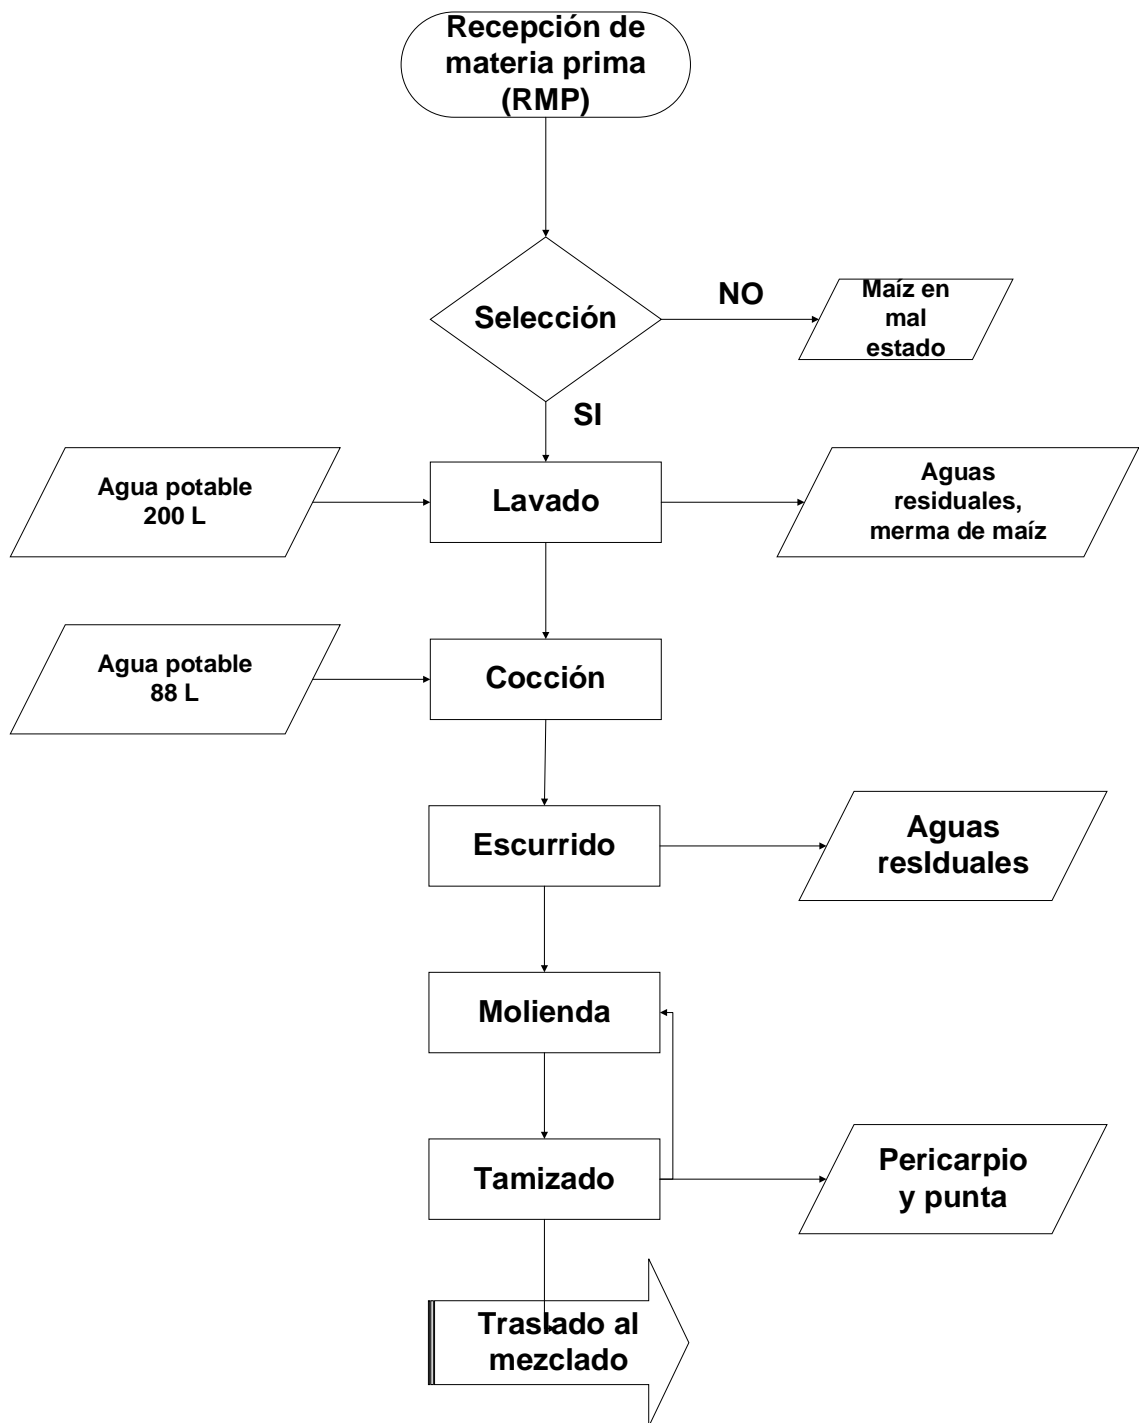 Recepción de
materia prima
(RMP)
Selección
NO
Maíz en
mal
estado
SI
Agua potable
200 L
Lavado
Aguas
residuales,
merma de maíz
Agua potable
88 L
Cocción
Escurrido
Aguas
resIduales
Molienda
Tamizado
Pericarpio
y punta
Traslado al
mezclado